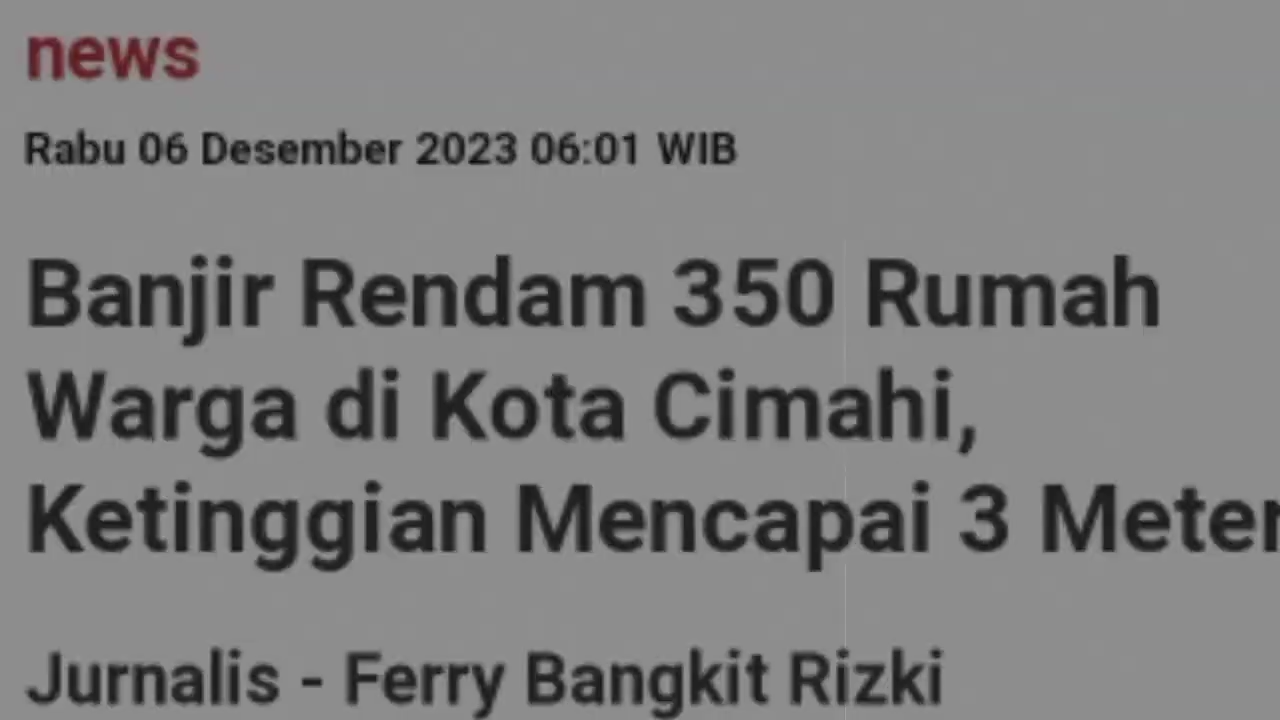 news
Rabu 06 Desember 2023 06:01 WIB
Banjir Rendam 350 Rumah
Warga di Kota Cimahi,
Ketinggian Mencapai 3 Meter
Jurnalis - Ferry Bangkit Rizki